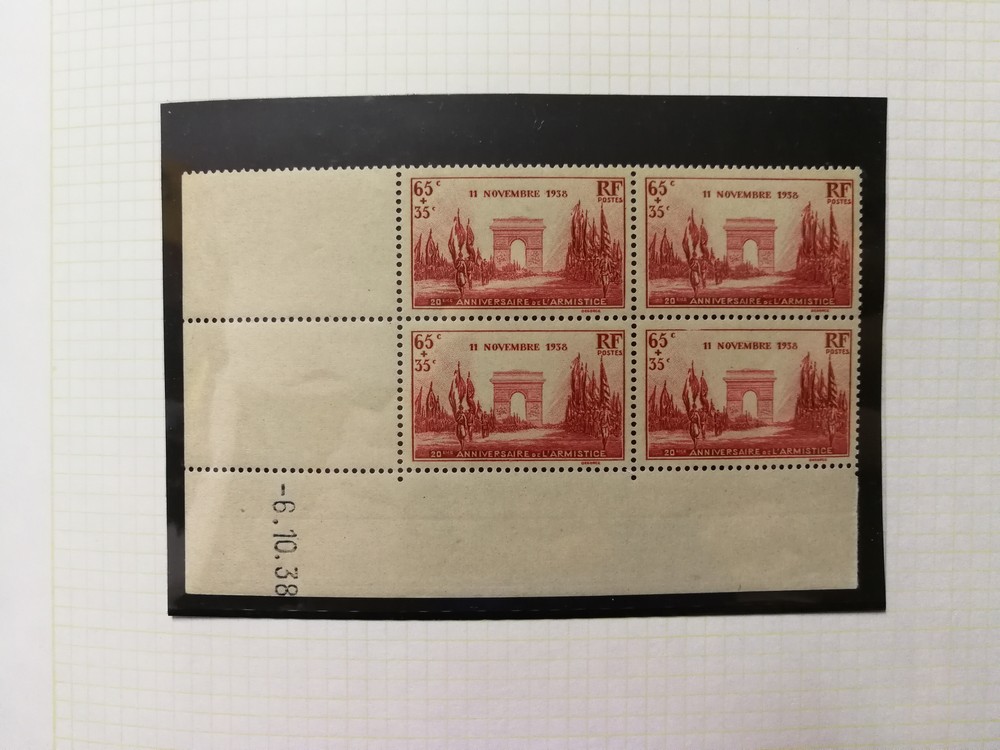 65c + 35c 11 NOVEMBRE 1938 RF POSTES
20ème ANNIVERSAIRE DE L'ARMISTICE
65c + 35c 11 NOVEMBRE 1938 RF POSTES
20ème ANNIVERSAIRE DE L'ARMISTICE
65c + 35c 11 NOVEMBRE 1938 RF POSTES
20ème ANNIVERSAIRE DE L'ARMISTICE
65c + 35c 11 NOVEMBRE 1938 RF POSTES
20ème ANNIVERSAIRE DE L'ARMISTICE
-6.10.38